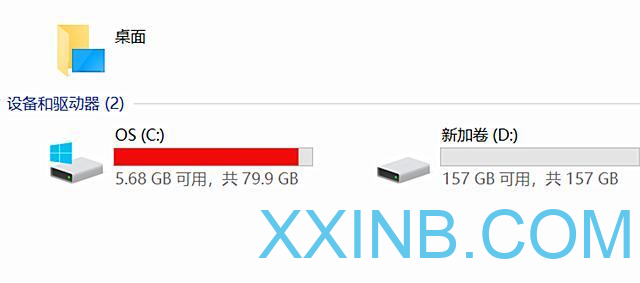 桌面
设备和驱动器 (2)
OS (C:)
5.68 GB 可用，共 79.9 GB
新加卷 (D:)
157 GB 可用，共 157 GB
XXINB.COM